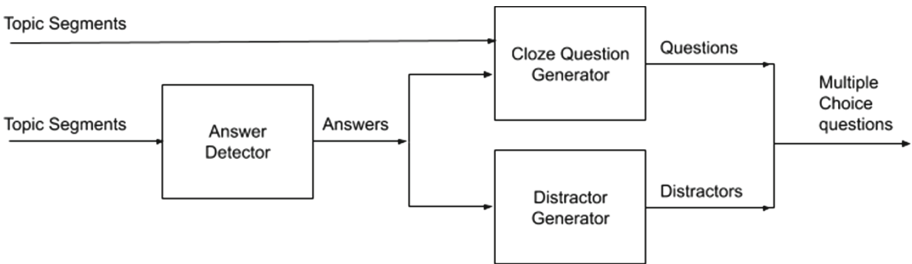 Topic Segments
Cloze Question
Generator
Questions
Multiple
Choice
questions
Topic Segments
Answer
Detector
Answers
Distractor
Generator
Distractors